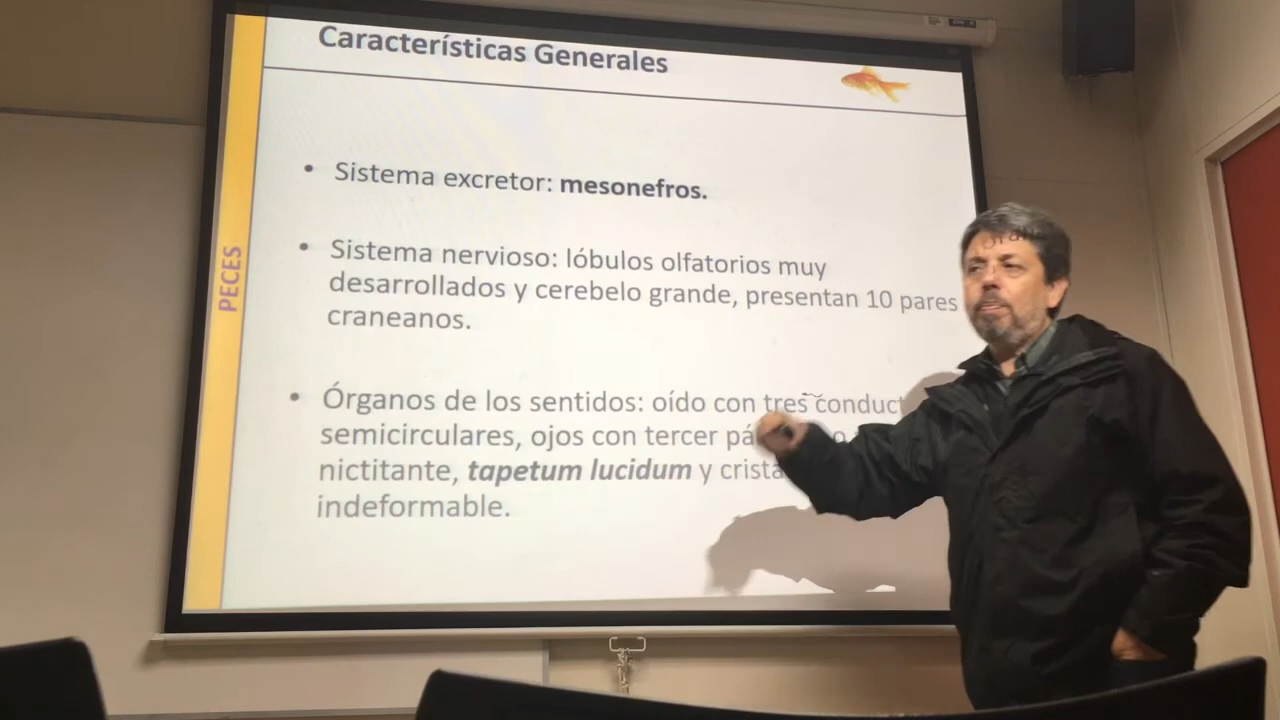 Características Generales
• Sistema excretor: mesonefros.
• Sistema nervioso: lóbulos olfatorios muy
desarrollados y cerebelo grande, presentan 10 pares
craneanos.
• Órganos de los sentidos: oído con tres
semicirculares, ojos con tercer
nictitante, tapetum lucidum y
indeformable.
PECES